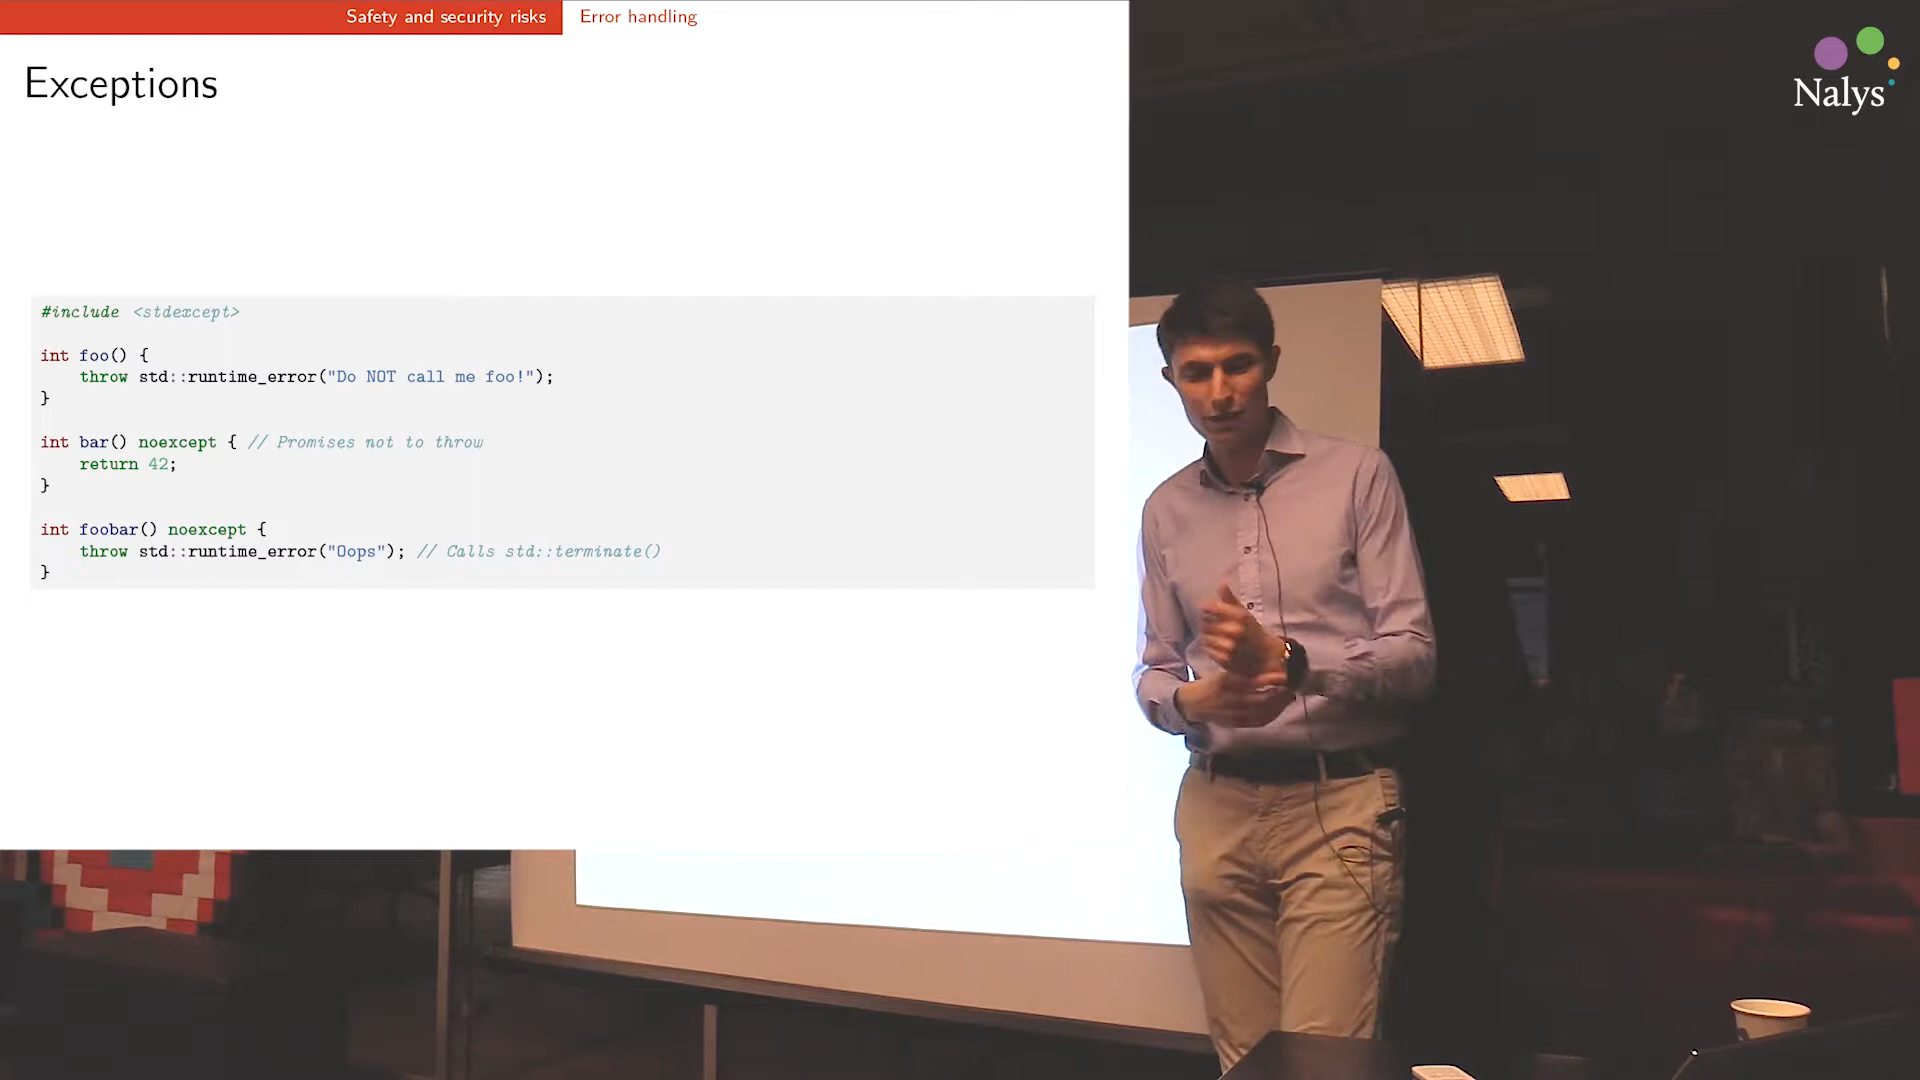 Safety and security risks
Error handling
Exceptions
Nalys
#include <stdexcept>
int foo() {
    throw std::runtime_error("Do NOT call me foo!");
}
int bar() noexcept { // Promises not to throw
    return 42;
}
int foobar() noexcept {
    throw std::runtime_error("Oops"); // Calls std::terminate()
}